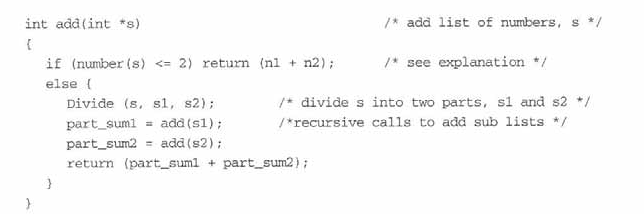 int add(int *s) /* add list of numbers, s */
{
if (number(s) <= 2) return (n1 + n2); /* see explanation */
else {
Divide (s, s1, s2); /* divide s into two parts, s1 and s2 */
part_sum1 = add(s1); /*recursive calls to add sub lists */
part_sum2 = add(s2);
return (part_sum1 + part_sum2);
}
}